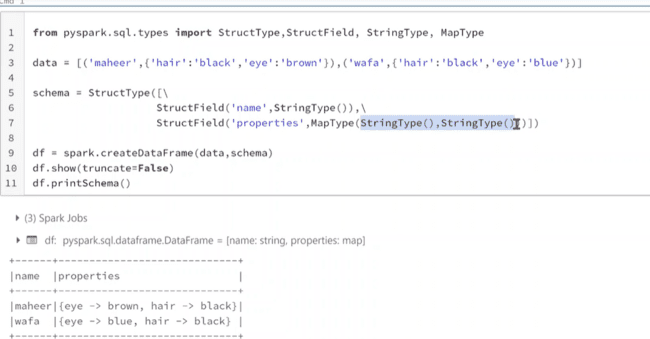 1 from pyspark.sql.types import StructType,StructField, StringType, MapType
2
3 data = [('maheer',{'hair':'black','eye':'brown'}),('wafa',{'hair':'black','eye':'blue'})]
4
5 schema = StructType([\
6 StructField('name',StringType()),\
7 StructField('properties',MapType(StringType(),StringType()))])
8
9 df = spark.createDataFrame(data,schema)
10 df.show(truncate=False)
11 df.printSchema()
(3) Spark Jobs
df: pyspark.sql.dataframe.DataFrame = [name: string, properties: map]
+------+----------------------------+
|name |properties |
+------+----------------------------+
|maheer|{eye -> brown, hair -> black}|
|wafa |{eye -> blue, hair -> black} |
+------+----------------------------+